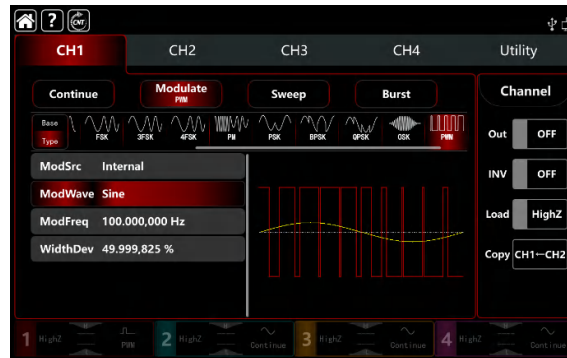 ? CNT
CH1 CH2 CH3 CH4 Utility
Continue Modulate Sweep Burst Channel
PWM
Base
Type FSK 3FSK 4FSK PM PSK BPSK QPSK OSK PWM
Out OFF
ModSrc Internal
INV OFF
ModWave Sine
Load HighZ
ModFreq 100.000,000 Hz
WidthDev 49.999,825 %
Copy CH1←CH2
1 HighZ PWM 2 HighZ Continue 3 HighZ Continue 4 HighZ Continue